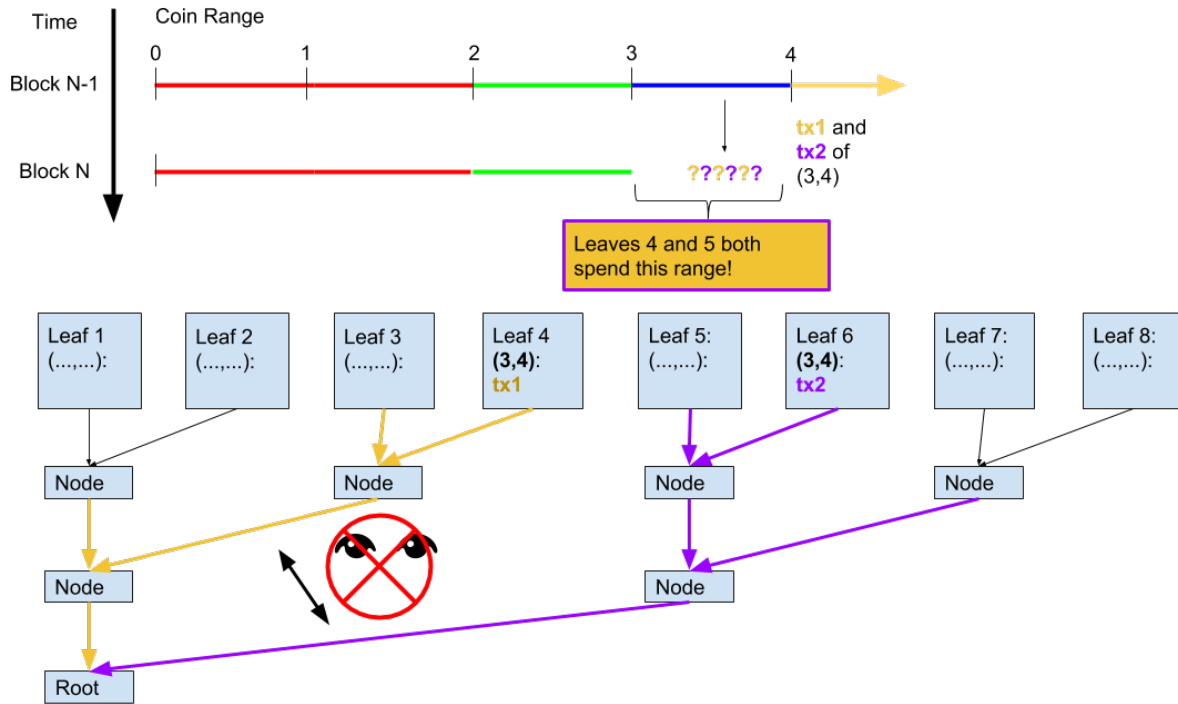 Time
Coin Range
0 1 2 3 4
Block N-1
tx1 and
tx2 of
(3,4)
Block N
??????
Leaves 4 and 5 both
spend this range!
Leaf 1
(...,...):
Leaf 2
(...,...):
Leaf 3
(...,...):
Leaf 4
(3,4):
tx1
Leaf 5:
(...,...):
Leaf 6
(3,4):
tx2
Leaf 7:
(...,...):
Leaf 8:
(...,...):
Node
Node
Node
Node
Node
Node
Root